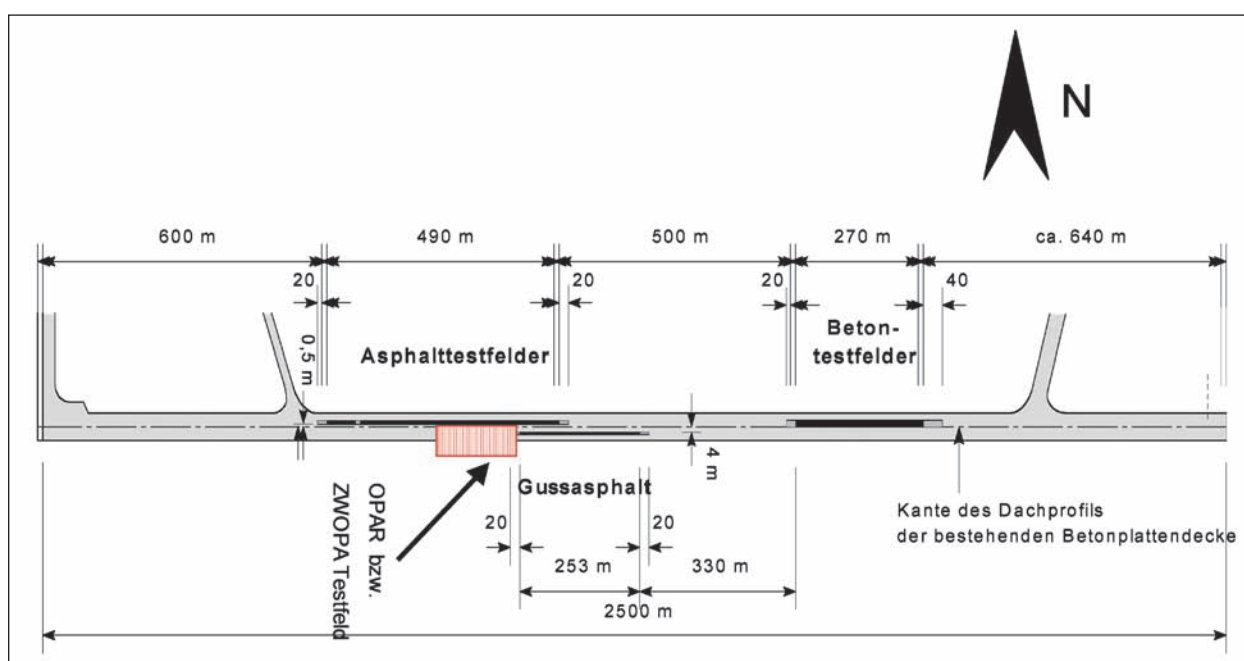 N
600 m
490 m
500 m
270 m
ca. 640 m
20
20
20
40
0,5 m
Asphalttestfelder
Beton-
testfelder
4 m
Gussasphalt
OPAR bzw.
ZWOPA Testfeld
20
20
253 m
330 m
2500 m
Kante des Dachprofils
der bestehenden Betonplattendecke